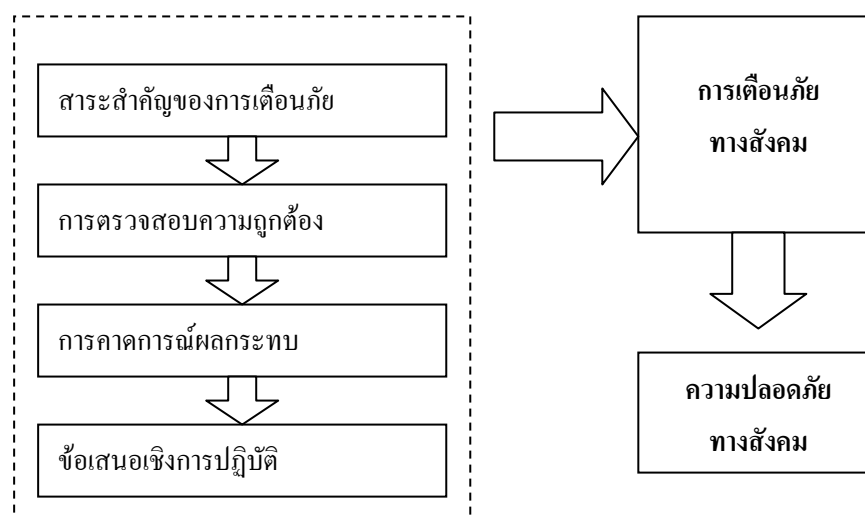 สาระสำคัญของการเตือนภัย
การตรวจสอบความถูกต้อง
การคาดการณ์ผลกระทบ
ข้อเสนอเชิงการปฏิบัติ
การเตือนภัย
ทางสังคม
ความปลอดภัย
ทางสังคม